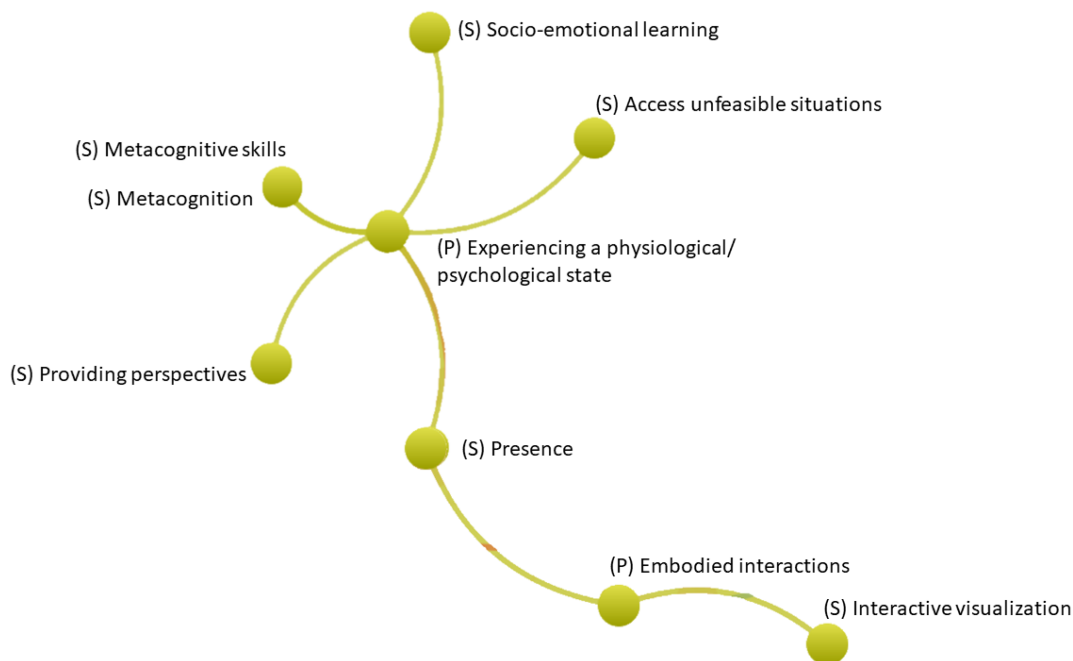 (S) Socio-emotional learning
(S) Access unfeasible situations
(S) Metacognitive skills
(S) Metacognition
(P) Experiencing a physiological/
psychological state
(S) Providing perspectives
(S) Presence
(P) Embodied interactions
(S) Interactive visualization